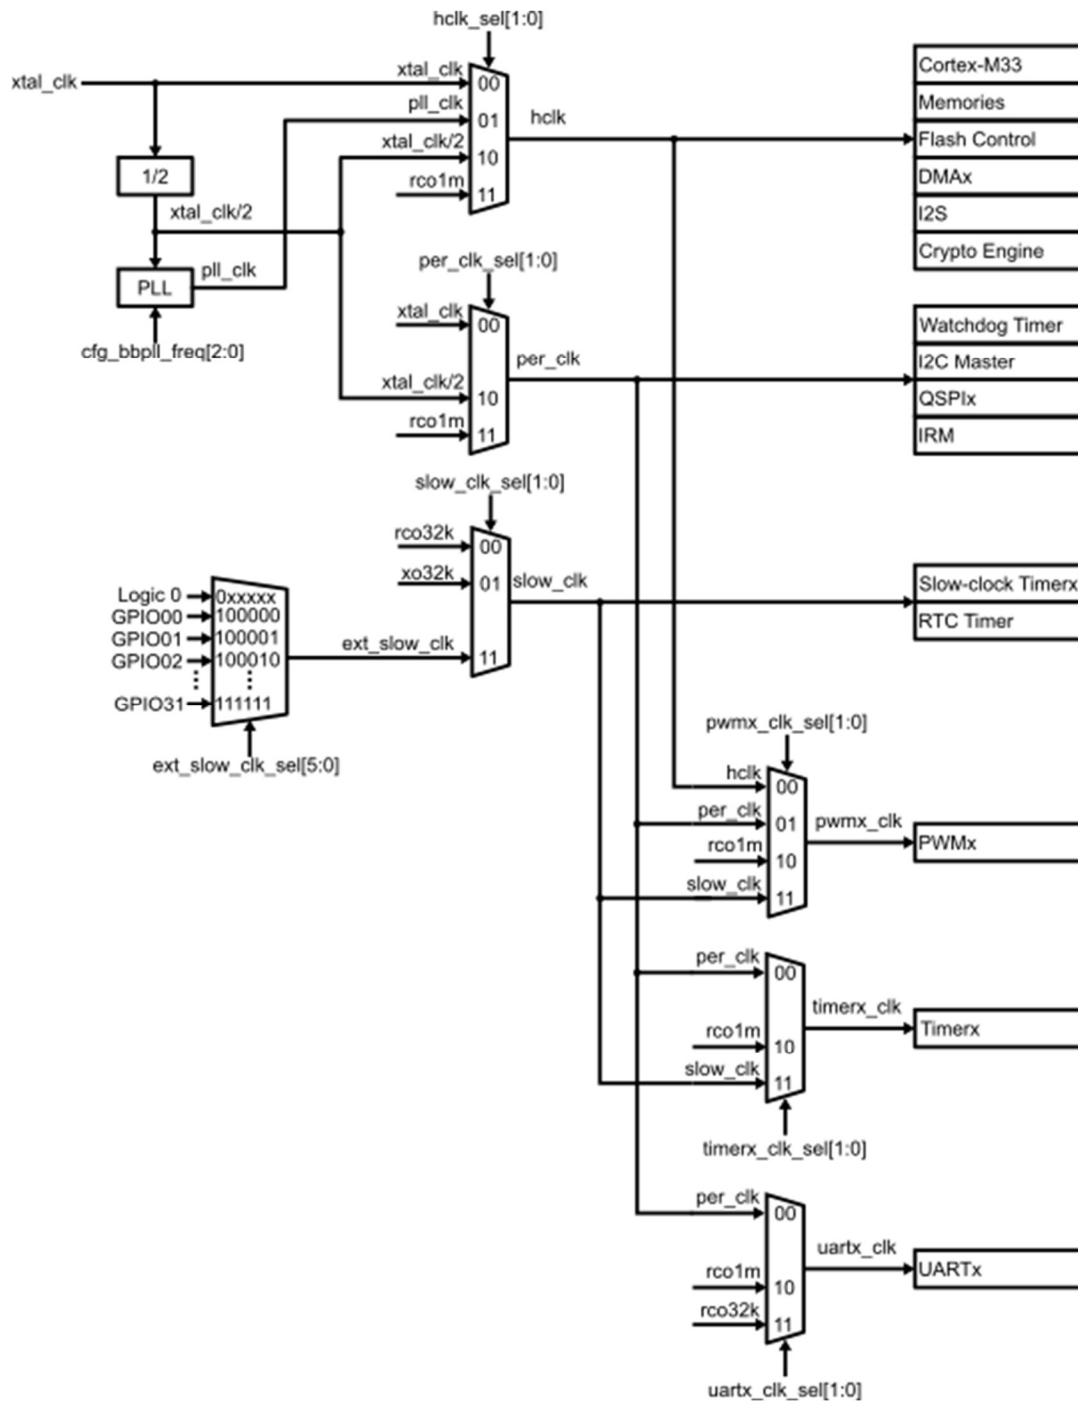 hclk_sel[1:0]
xtal_clk
xtal_clk
00
pll_clk
01
xtal_clk/2
10
rco1m
11
hclk
1/2
xtal_clk/2
PLL
pll_clk
cfg_bbpll_freq[2:0]
Cortex-M33
Memories
Flash Control
DMAx
I2S
Crypto Engine
per_clk_sel[1:0]
xtal_clk
00
xtal_clk/2
10
rco1m
11
per_clk
Watchdog Timer
I2C Master
QSPIx
IRM
slow_clk_sel[1:0]
rco32k
00
xo32k
01
ext_slow_clk
11
slow_clk
Slow-clock Timerx
RTC Timer
Logic 0
0xxxxx
GPIO00
100000
GPIO01
100001
GPIO02
100010
GPIO31
111111
ext_slow_clk_sel[5:0]
pwmx_clk_sel[1:0]
hclk
00
per_clk
01
rco1m
10
slow_clk
11
pwmx_clk
PWMx
per_clk
00
rco1m
10
slow_clk
11
timerx_clk
Timerx
timerx_clk_sel[1:0]
per_clk
00
rco1m
10
rco32k
11
uartx_clk
UARTx
uartx_clk_sel[1:0]